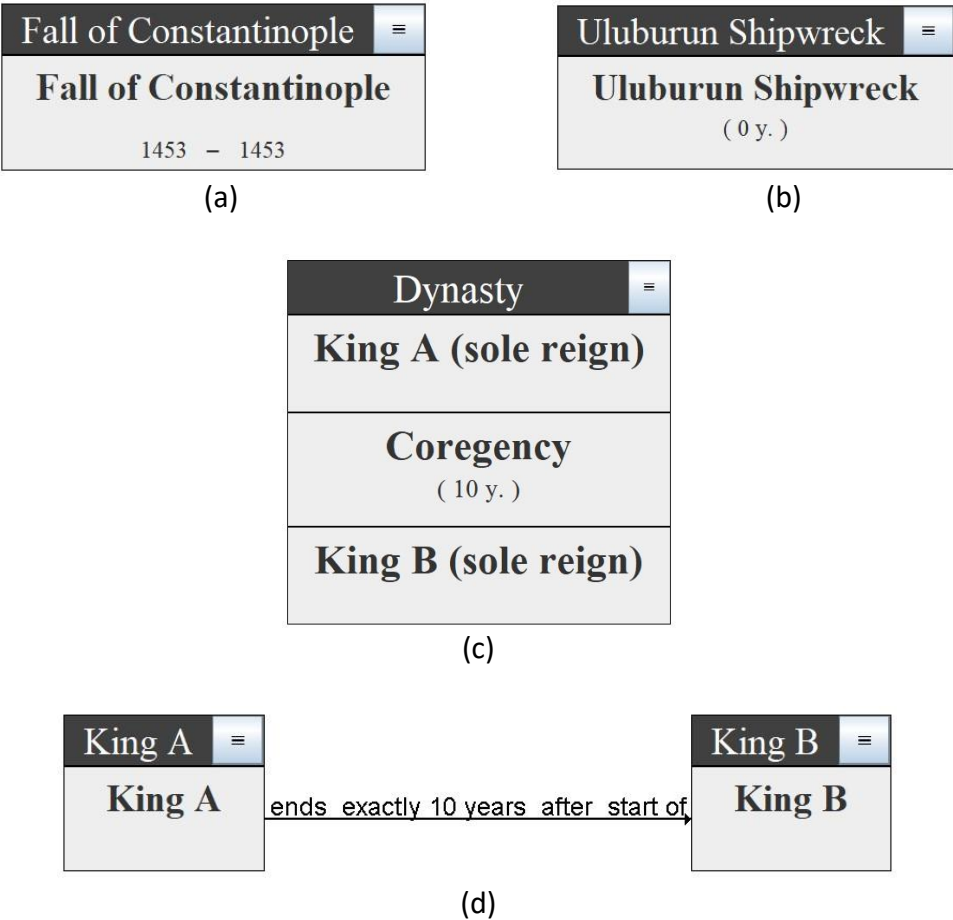 Fall of Constantinople ≡
Fall of Constantinople
1453 – 1453
(a)
Uluburun Shipwreck ≡
Uluburun Shipwreck
( 0 y. )
(b)
Dynasty ≡
King A (sole reign)
Coregency
( 10 y. )
King B (sole reign)
(c)
King A ≡
King A
ends exactly 10 years after start of
King B ≡
King B
(d)